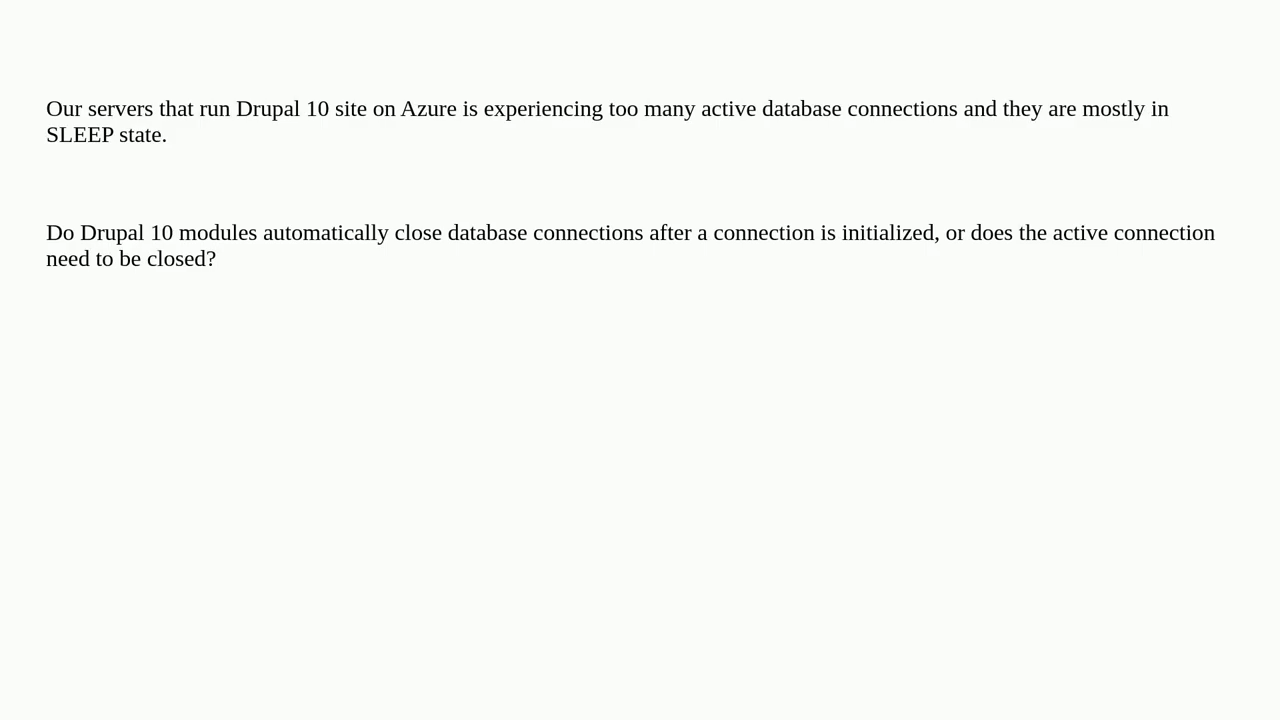 Our servers that run Drupal 10 site on Azure is experiencing too many active database connections and they are mostly in
SLEEP state.
Do Drupal 10 modules automatically close database connections after a connection is initialized, or does the active connection
need to be closed?